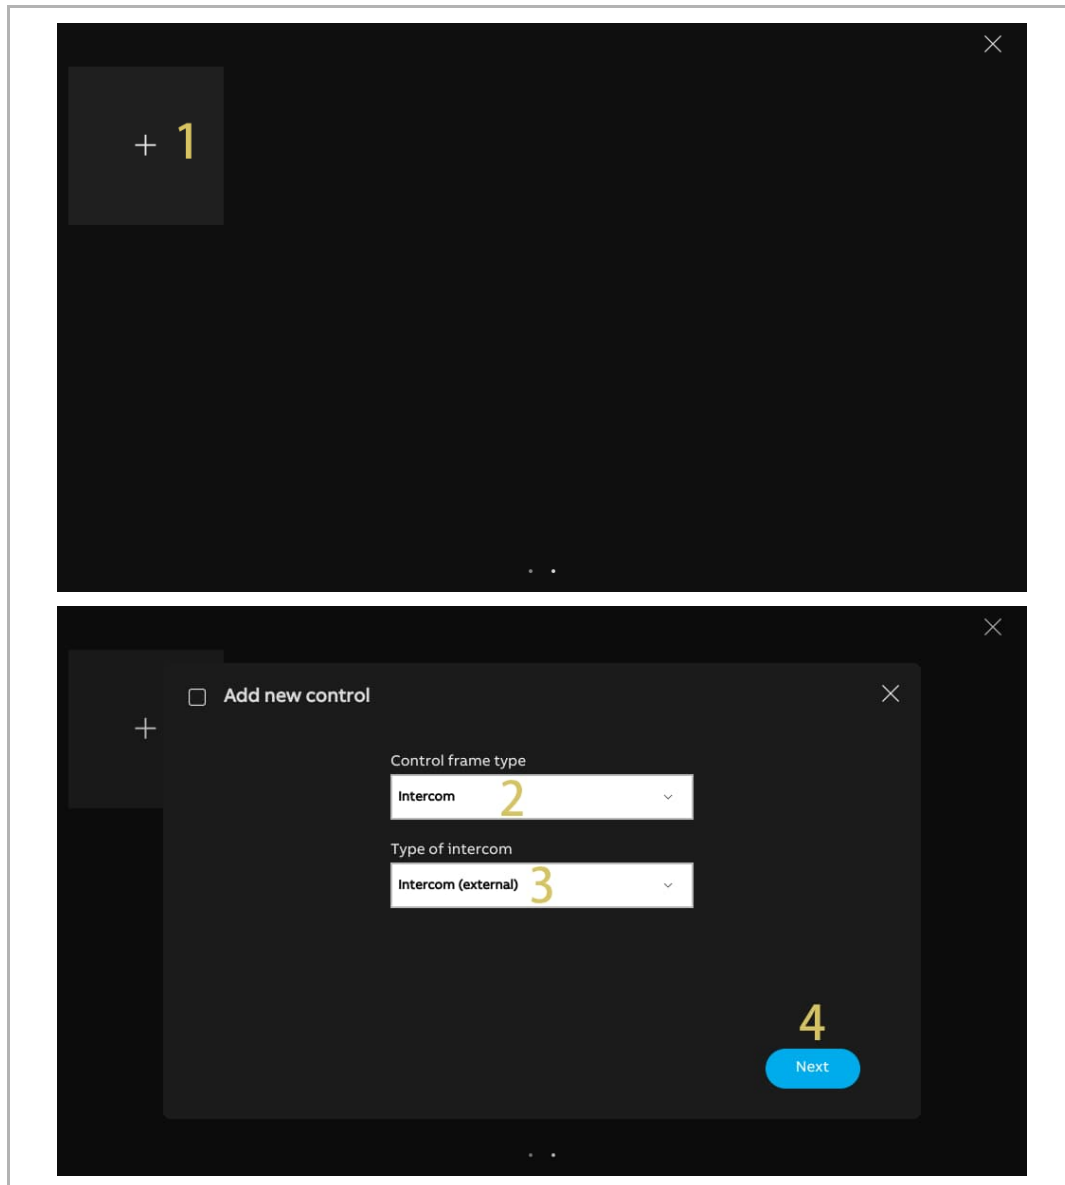 1
Add new control
Control frame type
Intercom 2
Type of intercom
Intercom (external) 3
4
Next